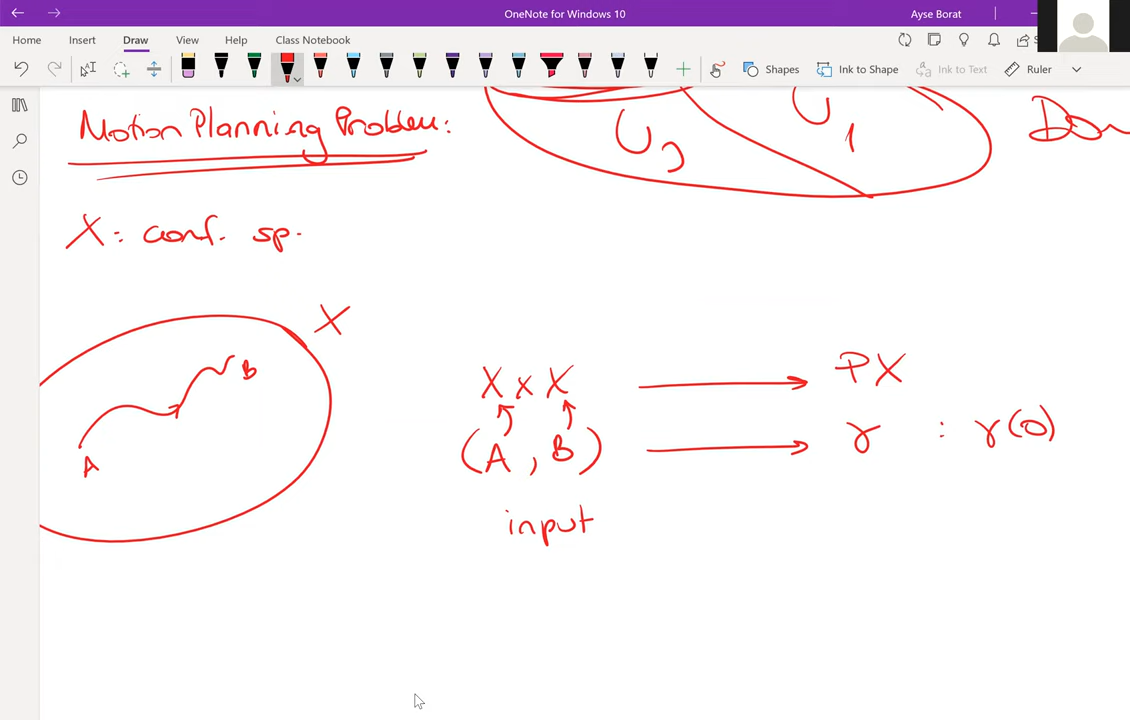 OneNote for Windows 10
Ayse Borat
Home Insert Draw View Help Class Notebook
Shapes Ink to Shape Ink to Text Ruler
Motion Planning Problem:
U2 U1
X: conf. sp.
X
A B
X x X → PX
(A, B) → γ : γ(0)
input